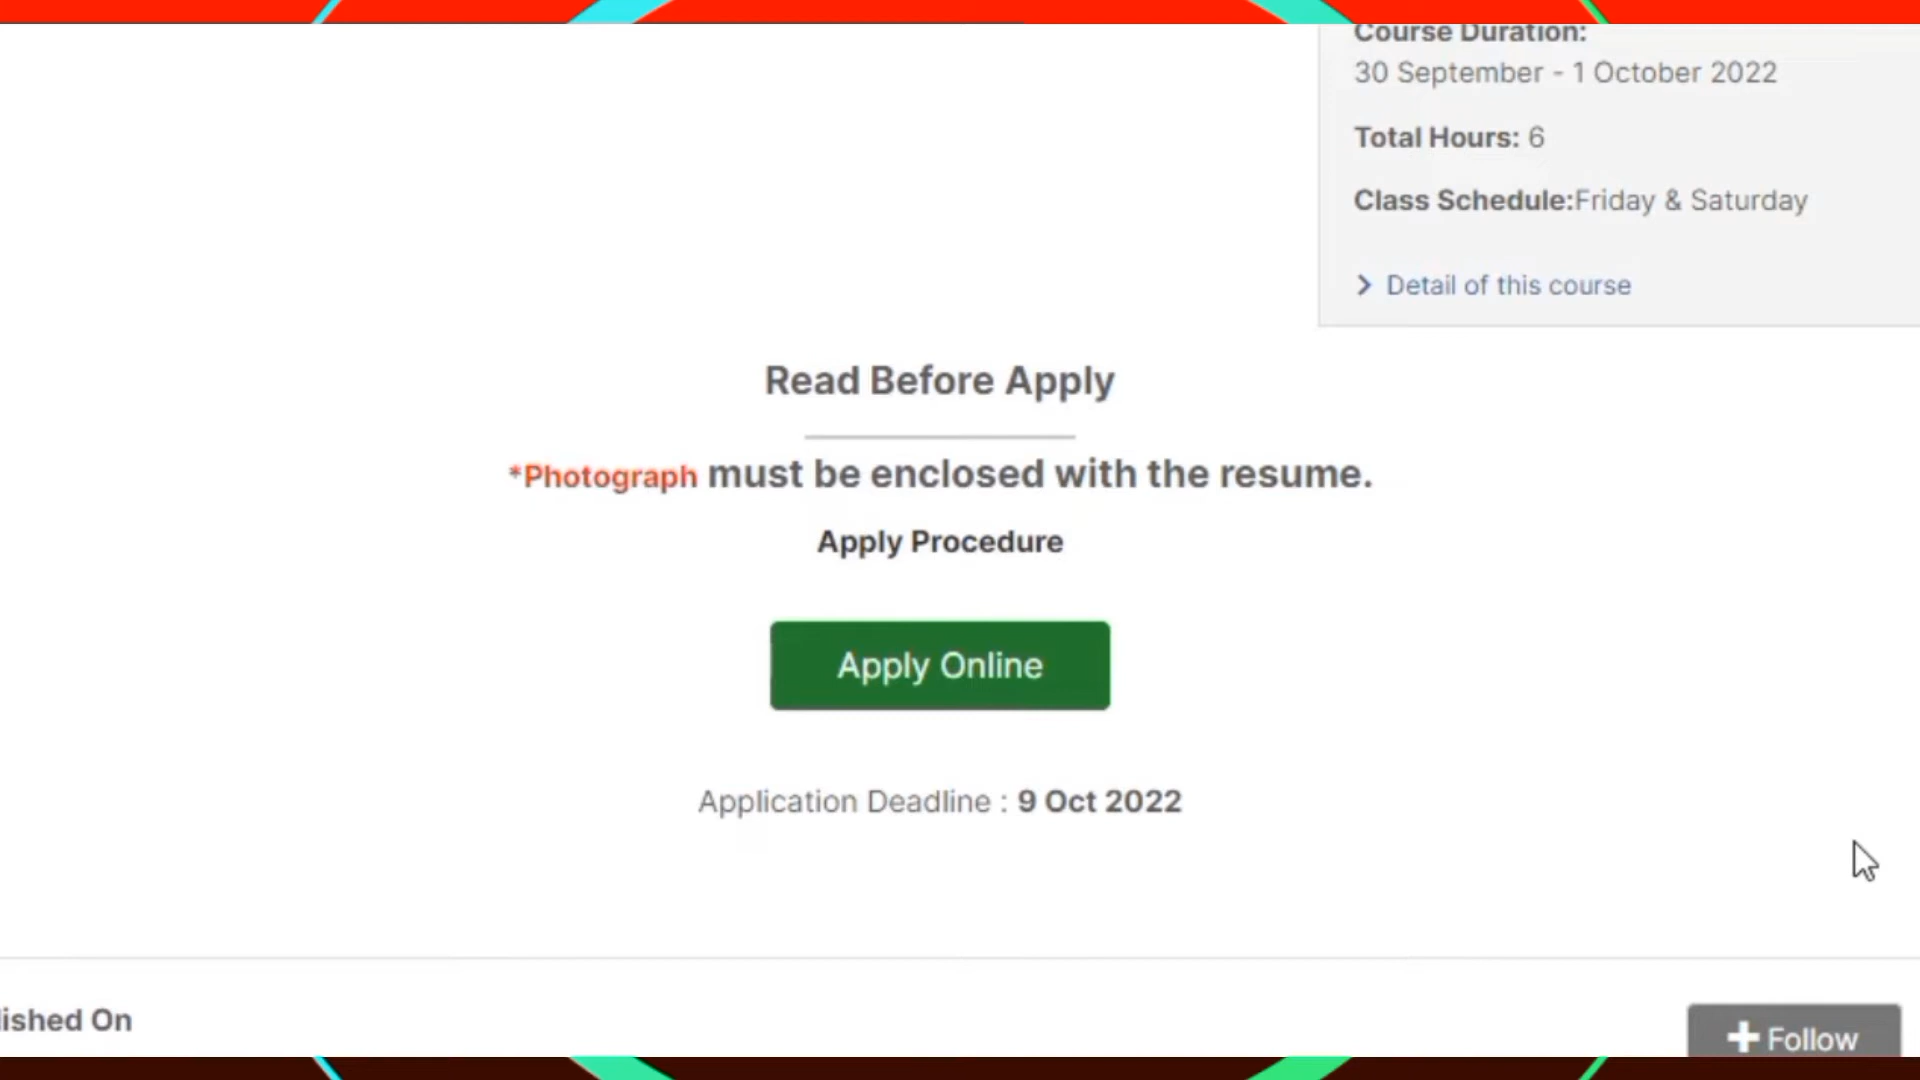 Course Duration:
30 September - 1 October 2022
Total Hours: 6
Class Schedule:Friday & Saturday
Detail of this course
Read Before Apply
*Photograph must be enclosed with the resume.
Apply Procedure
Apply Online
Application Deadline : 9 Oct 2022
lished On
Follow